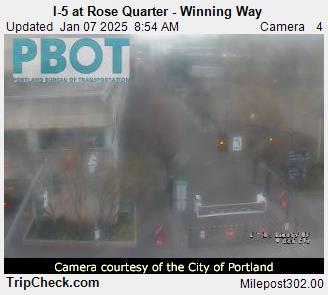 I-5 at Rose Quarter - Winning Way
Updated Jan 07 2025 8:54 AM Camera 4
PBOT
PORTLAND BUREAU OF TRANSPORTATION
Camera courtesy of the City of Portland
TripCheck.com Milepost302.00